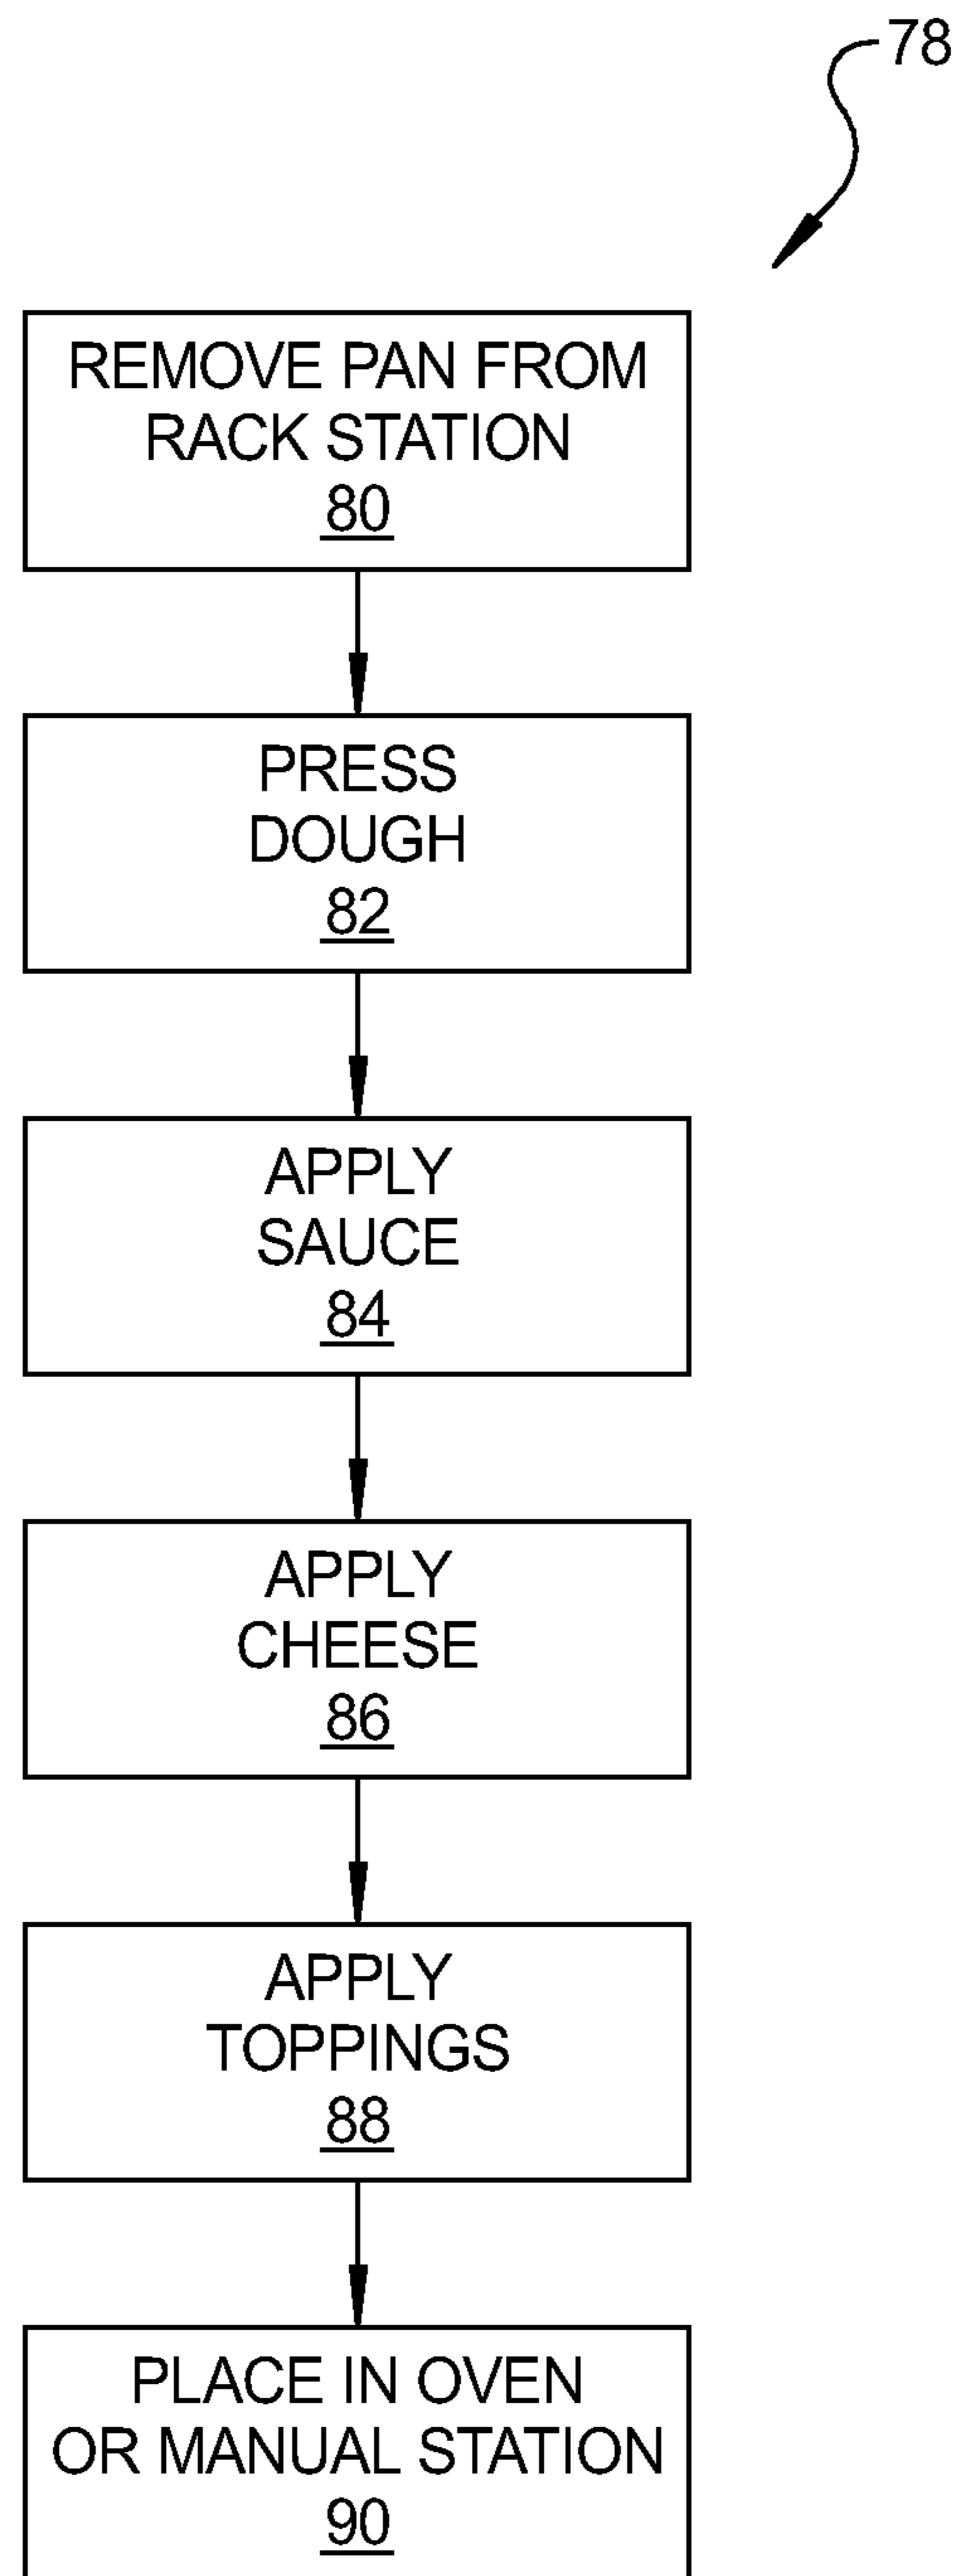 78
REMOVE PAN FROM
RACK STATION
80
PRESS
DOUGH
82
APPLY
SAUCE
84
APPLY
CHEESE
86
APPLY
TOPPINGS
88
PLACE IN OVEN
OR MANUAL STATION
90